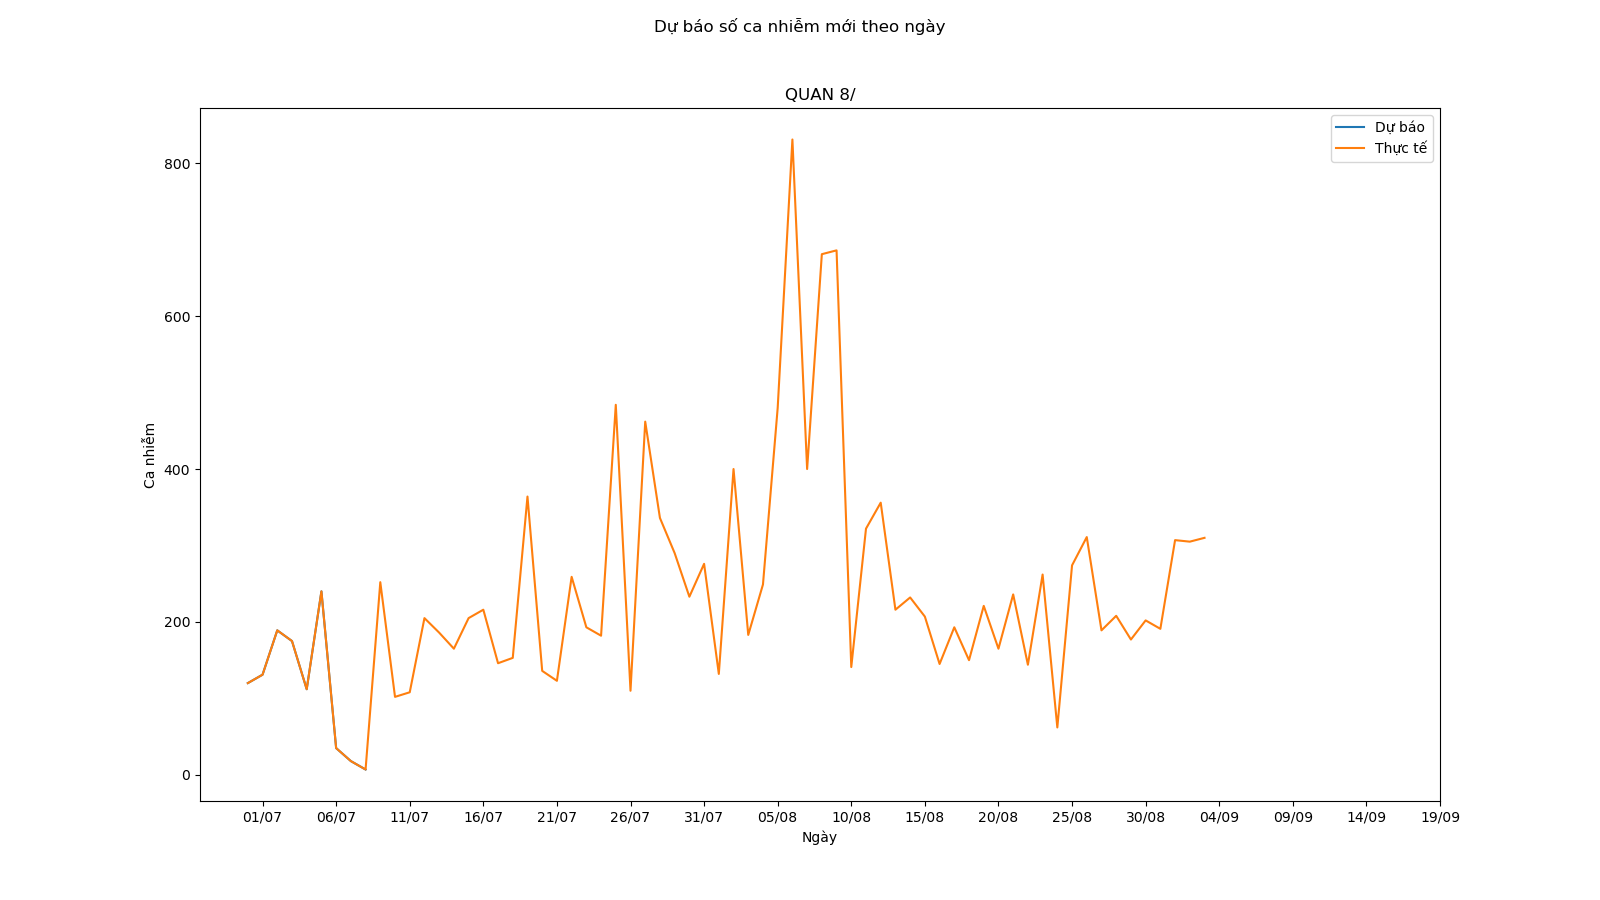 Dự báo số ca nhiễm mới theo ngày
QUAN 8/
Dự báo
Thực tế
800
600
400
200
0
Ca nhiễm
01/07 06/07 11/07 16/07 21/07 26/07 31/07 05/08 10/08 15/08 20/08 25/08 30/08 04/09 09/09 14/09 19/09
Ngày